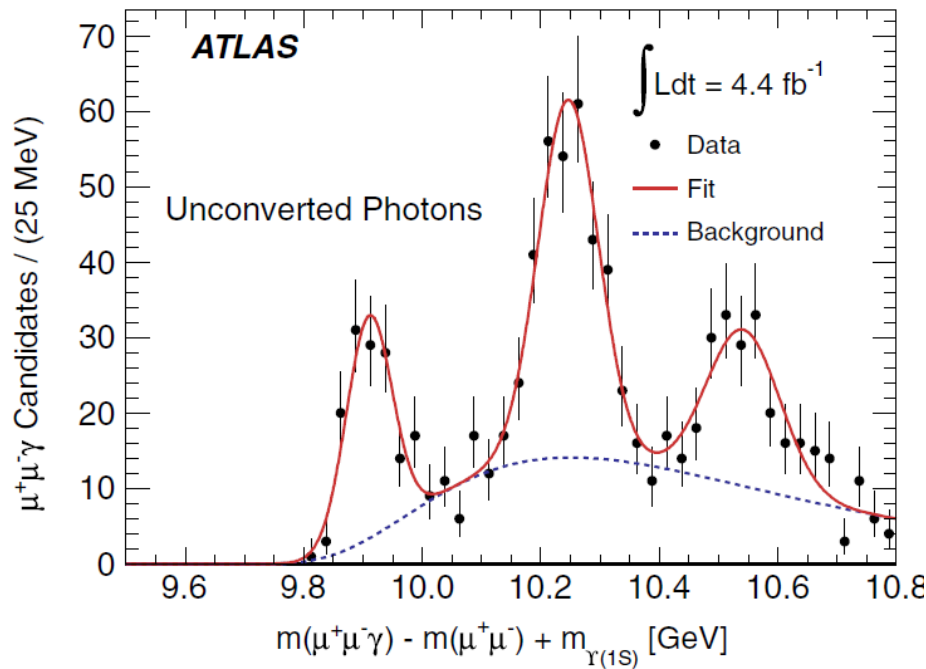 ATLAS
∫ Ldt = 4.4 fb⁻¹
Data
Fit
Background
Unconverted Photons
μ⁺μ⁻γ Candidates / (25 MeV)
70
60
50
40
30
20
10
0
9.6 9.8 10.0 10.2 10.4 10.6 10.8
m(μ⁺μ⁻γ) - m(μ⁺μ⁻) + m_Υ(1S) [GeV]